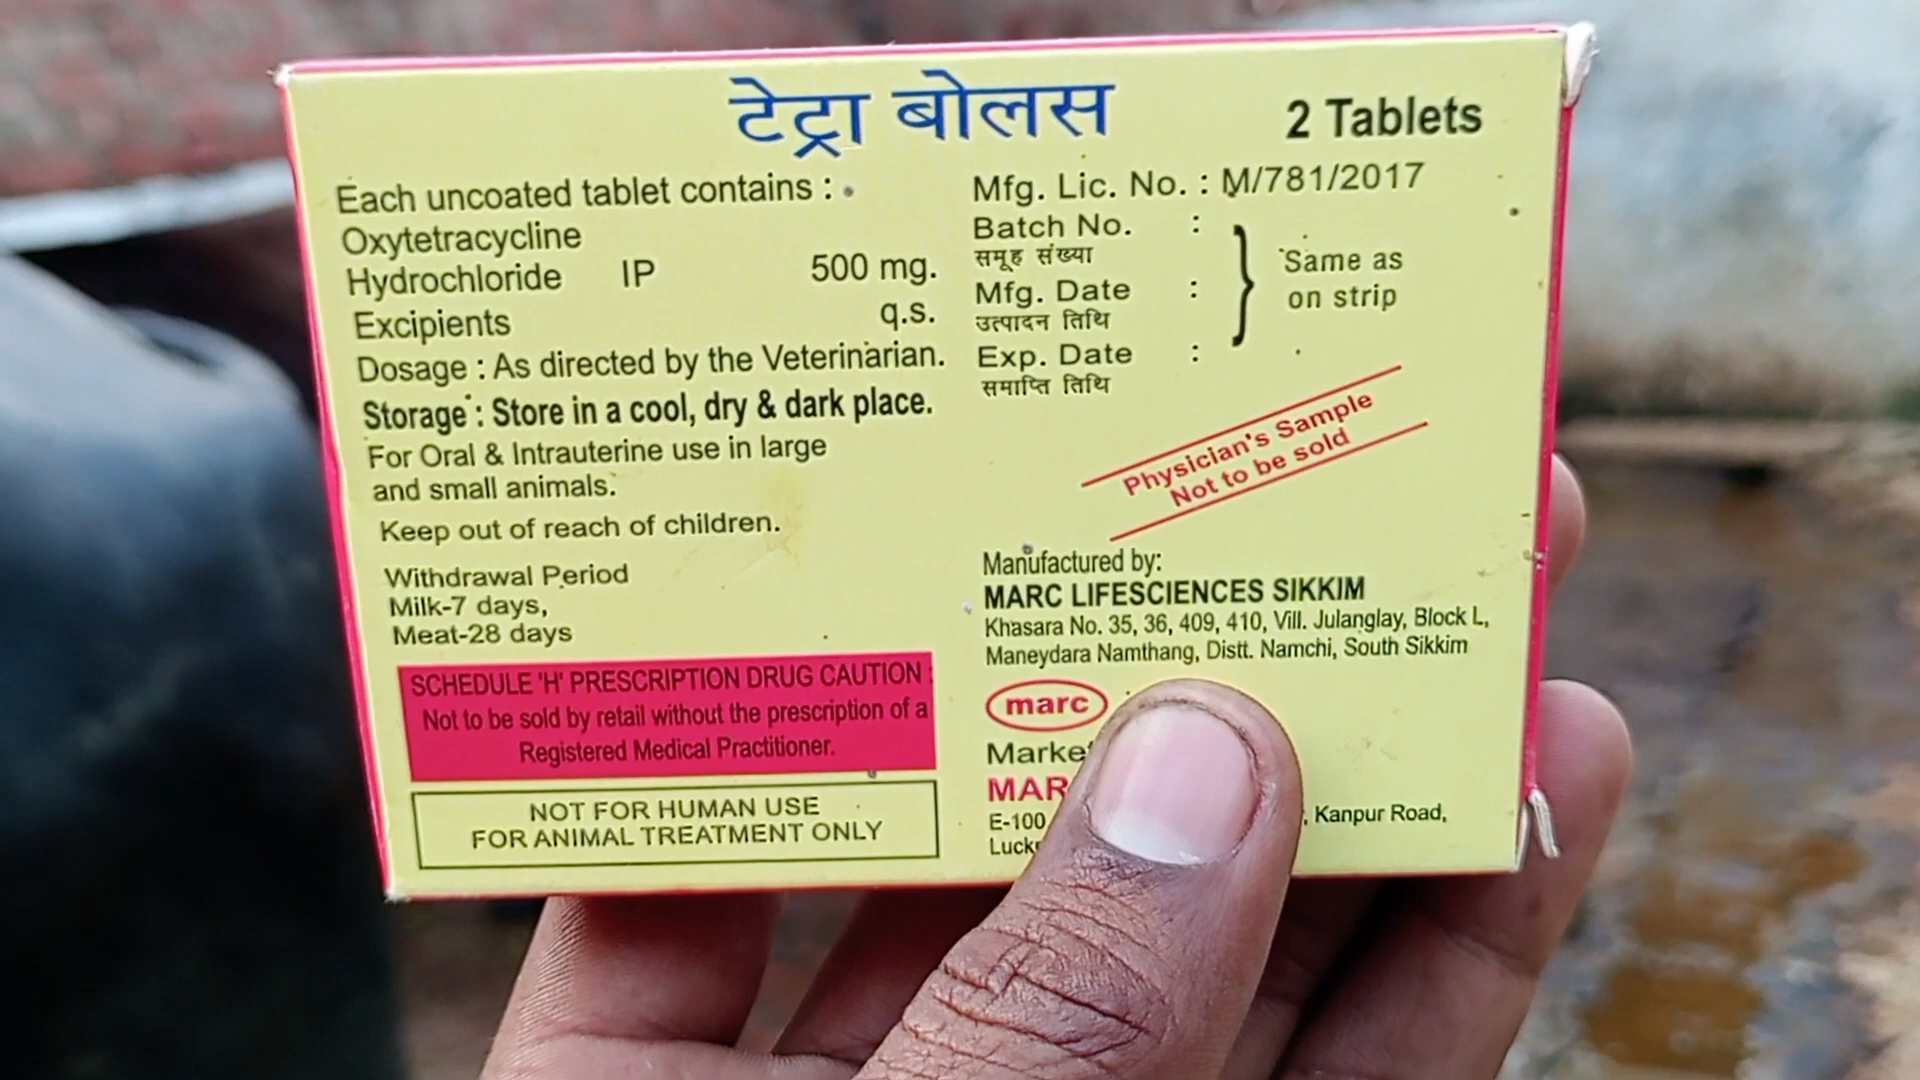 टेट्रा बोलस
2 Tablets
Each uncoated tablet contains :
Oxytetracycline
Hydrochloride IP 500 mg.
Excipients q.s.
Dosage : As directed by the Veterinarian.
Storage : Store in a cool, dry & dark place.
For Oral & Intrauterine use in large
and small animals.
Keep out of reach of children.
Withdrawal Period
Milk-7 days,
Meat-28 days
SCHEDULE 'H' PRESCRIPTION DRUG CAUTION :
Not to be sold by retail without the prescription of a
Registered Medical Practitioner.
NOT FOR HUMAN USE
FOR ANIMAL TREATMENT ONLY
Mfg. Lic. No. : M/781/2017
Batch No. :
समूह संख्या
Mfg. Date :
उत्पादन तिथि
Exp. Date :
समाप्ति तिथि
Same as
on strip
Physician's Sample
Not to be sold
Manufactured by:
MARC LIFESCIENCES SIKKIM
Khasara No. 35, 36, 409, 410, Vill. Julanglay, Block L,
Maneydara Namthang, Distt. Namchi, South Sikkim
marc
E-100 Kanpur Road,